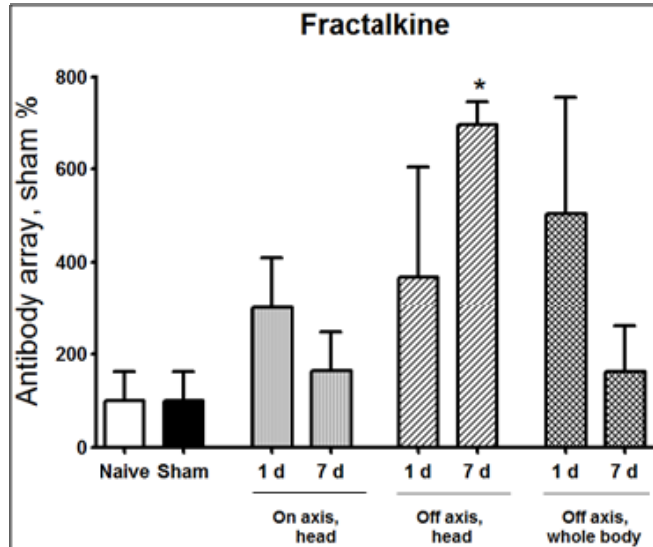 Fractalkine
Antibody array, sham %
800
600
400
200
0
*
Naive Sham 1 d 7 d 1 d 7 d 1 d 7 d
On axis, head
Off axis, head
Off axis, whole body